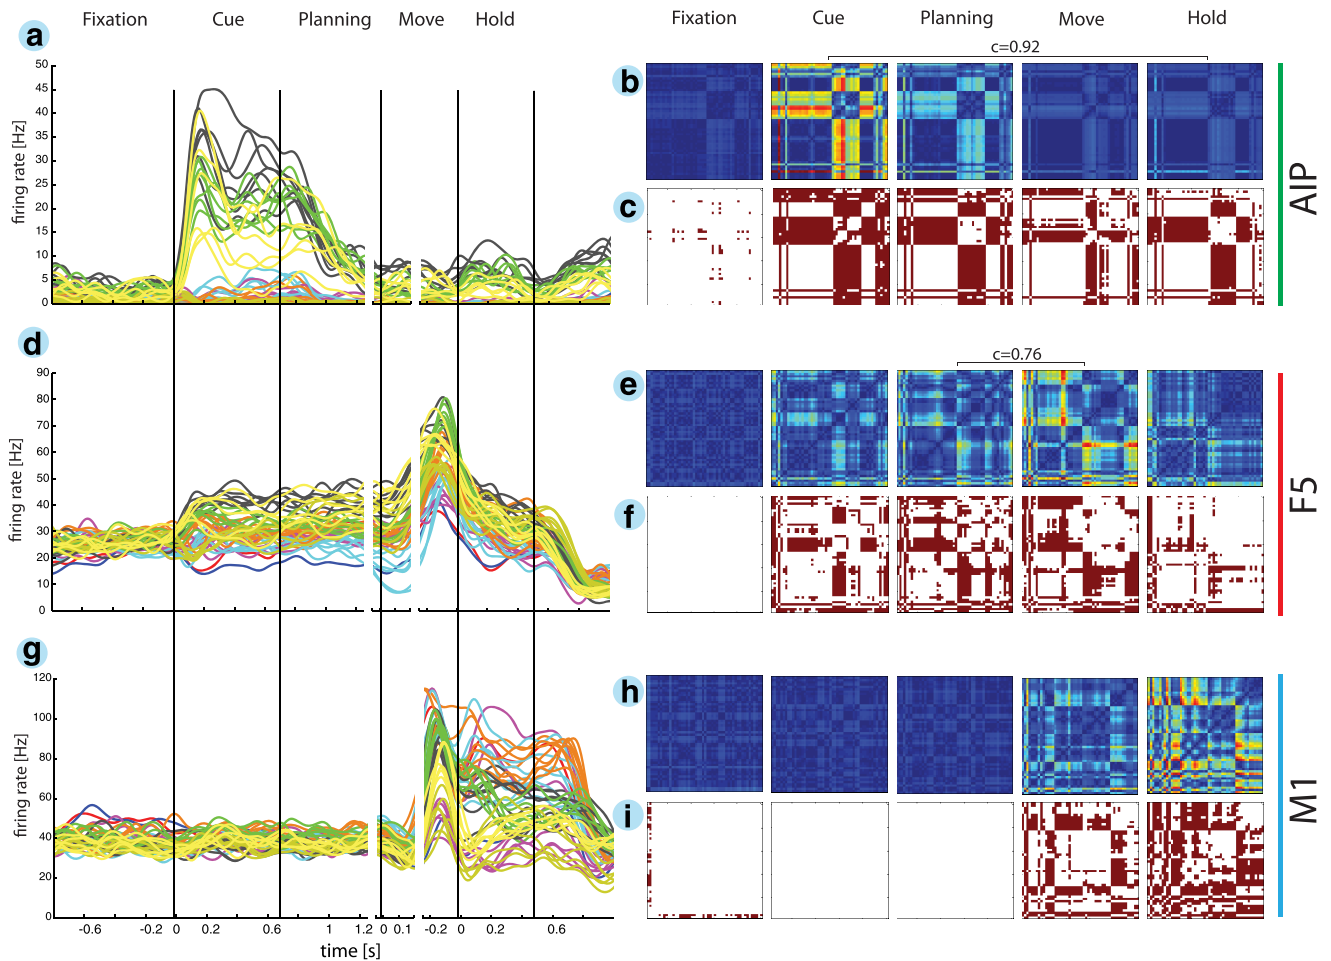 Fixation Cue Planning Move Hold
a
50
45
40
35
30
25
20
15
10
5
0
firing rate [Hz]
d
90
80
70
60
50
40
30
20
10
0
firing rate [Hz]
g
120
100
80
60
40
20
0
firing rate [Hz]
-0.6 -0.2 0 0.2 0.6 1 1.2 0 0.1 -0.2 0 0.2 0.6
time [s]
Fixation Cue Planning Move Hold
c=0.92
b
c
AIP
c=0.76
e
f
F5
h
i
M1